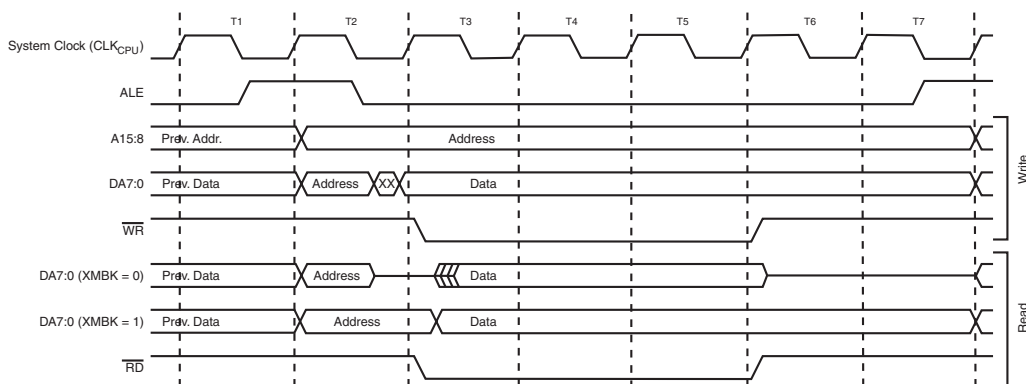 T1 T2 T3 T4 T5 T6 T7
System Clock (CLKCPU)
ALE
A15:8 Prev. Addr. Address
DA7:0 Prev. Data Address XX Data
WR
DA7:0 (XMBK = 0) Prev. Data Address Data
DA7:0 (XMBK = 1) Prev. Data Address Data
RD
Write
Read